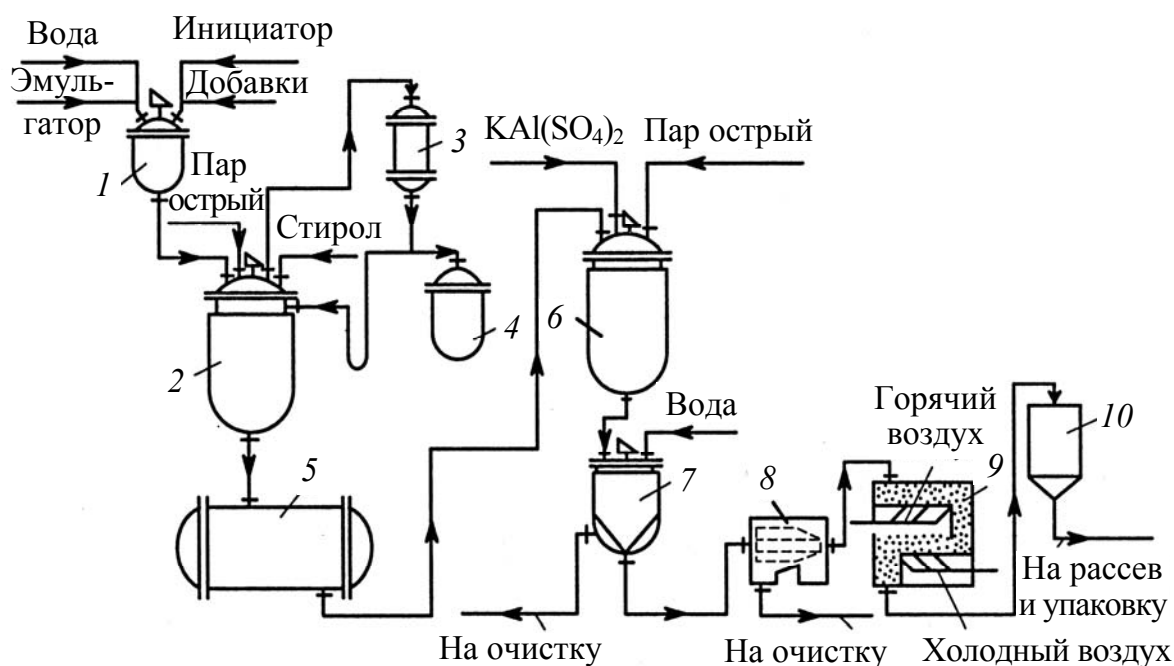 Вода
Инициатор
Эмуль-
гатор
Добавки
1
Пар
острый
Стирол
2
3
4
5
KAl(SO₄)₂
Пар острый
6
Вода
7
На очистку
8
На очистку
Горячий
воздух
9
Холодный воздух
10
На рассев
и упаковку